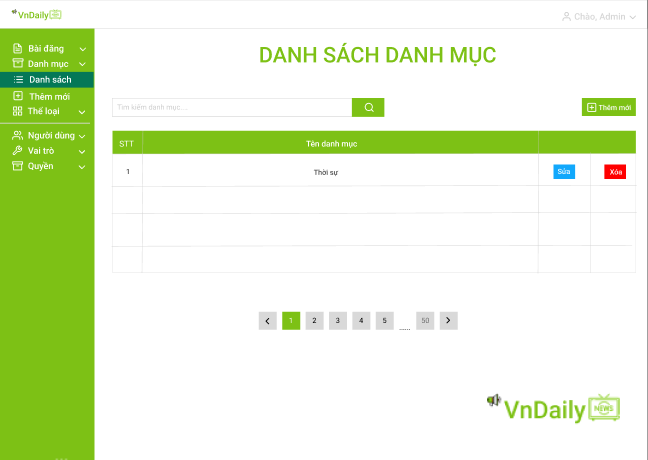 VnDaily
Chào, Admin
Bài đăng
Danh mục
Danh sách
Thêm mới
Thể loại
Người dùng
Vai trò
Quyền
DANH SÁCH DANH MỤC
Tìm kiếm danh mục...
Thêm mới
STT Tên danh mục
1 Thời sự Sửa Xóa
1 2 3 4 5 ...... 50
VnDaily NEWS